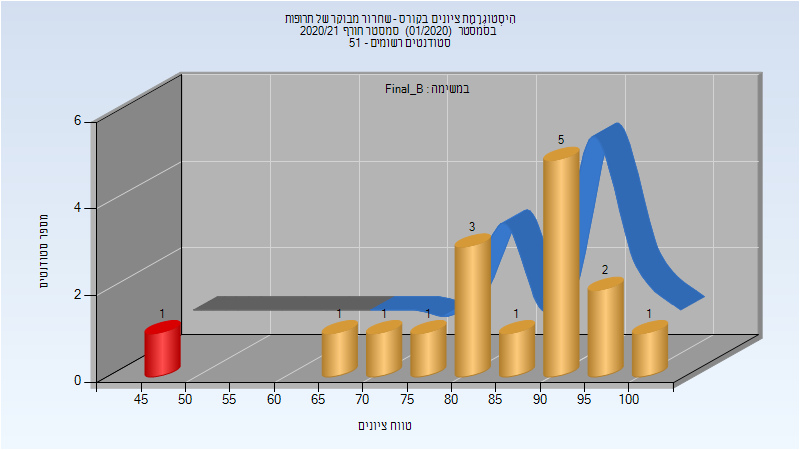 היסטוגרמת ציונים בקורס - שחרור מבוקר של תרופות
בסמסטר (01/2020) סמסטר חורף 2020/21
סטודנטים רשומים - 51
במשימה : Final_B
מספר סטודנטים
6
4
2
0
1
1
1
1
3
1
5
2
1
45 50 55 60 65 70 75 80 85 90 95 100
טווח ציונים